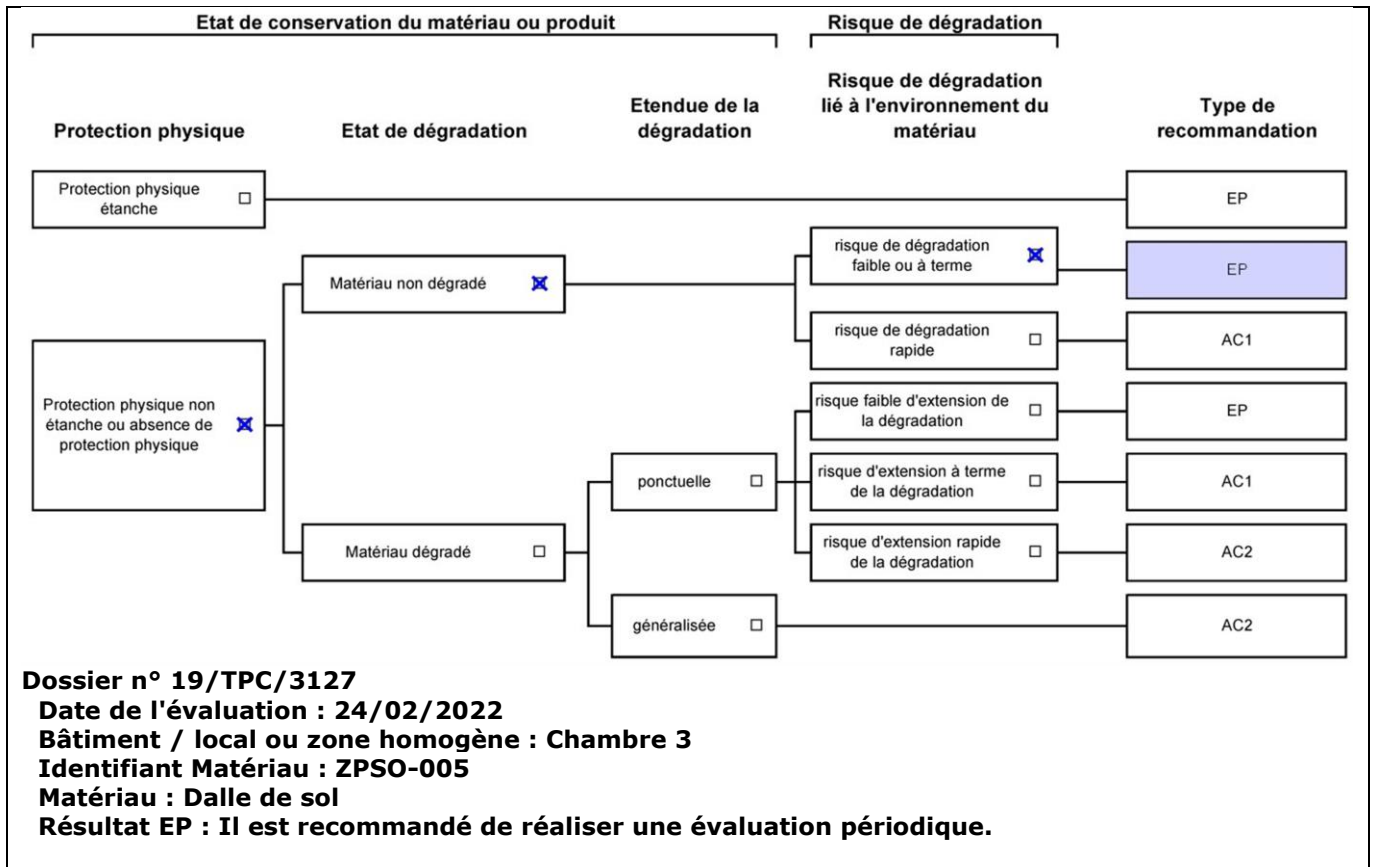 Etat de conservation du matériau ou produit
Risque de dégradation
Protection physique
Etat de dégradation
Etendue de la
dégradation
Risque de dégradation
lié à l'environnement du
matériau
Type de
recommandation
Protection physique
étanche
EP
risque de dégradation
faible ou à terme
EP
Matériau non dégradé
risque de dégradation
rapide
AC1
Protection physique non
étanche ou absence de
protection physique
risque faible d'extension de
la dégradation
EP
ponctuelle
risque d'extension à terme
de la dégradation
AC1
Matériau dégradé
risque d'extension rapide
de la dégradation
AC2
généralisée
AC2
Dossier n° 19/TPC/3127
Date de l'évaluation : 24/02/2022
Bâtiment / local ou zone homogène : Chambre 3
Identifiant Matériau : ZPSO-005
Matériau : Dalle de sol
Résultat EP : Il est recommandé de réaliser une évaluation périodique.